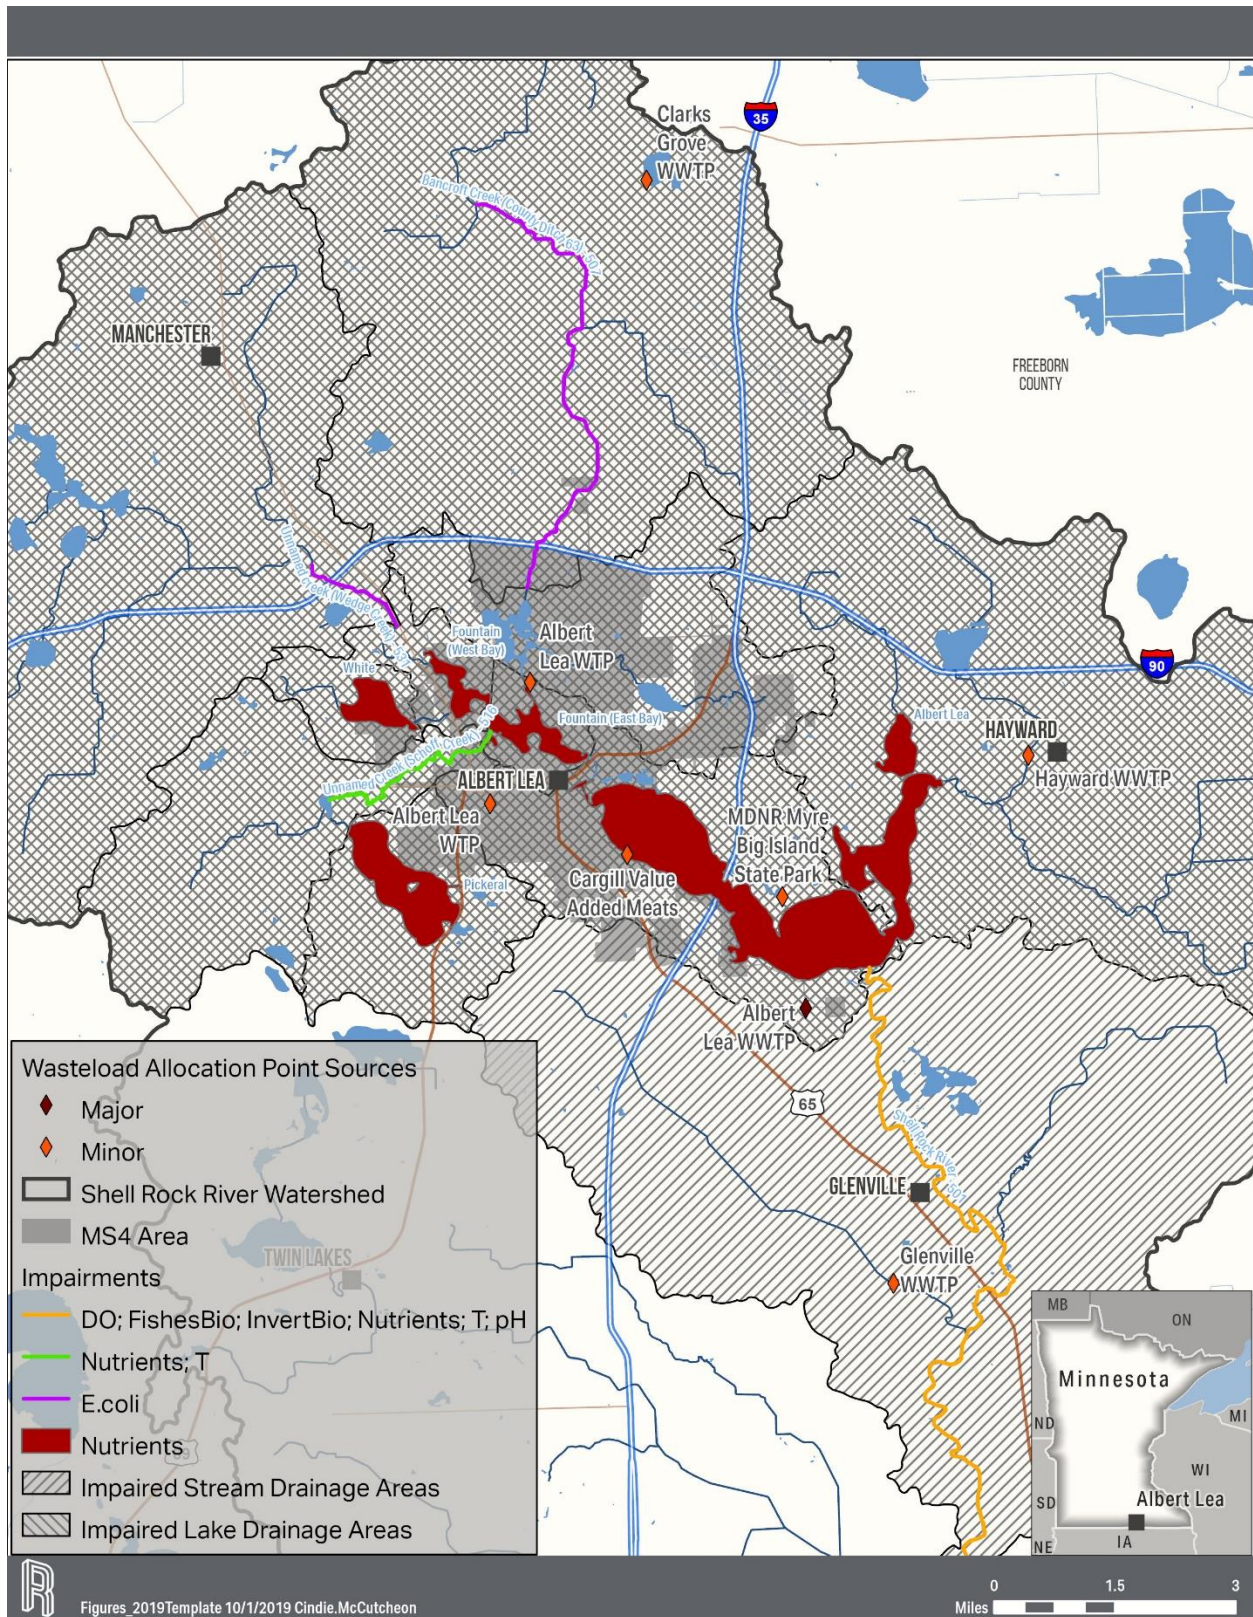 Clarks
Grove
WWTP
35
Bancroft Creek (County Ditch 63) -507
MANCHESTER
FREEBORN
COUNTY
Unnamed Creek (Wedge Creek) -531
Fountain
(West Bay)
Albert
Lea WTP
90
White
Fountain (East Bay)
Albert Lea
HAYWARD
Hayward WWTP
Unnamed Creek (Schoff Creek) -516
ALBERT LEA
Albert Lea
WTP
MDNR Myre
Big Island
State Park
Cargill Value
Added Meats
Pickeral
Albert
Lea WWTP
65
Shell Rock River -501
GLENVILLE
Glenville
WWTP
Wasteload Allocation Point Sources
Major
Minor
Shell Rock River Watershed
MS4 Area
Impairments
TWIN LAKES
DO; FishesBio; InvertBio; Nutrients; T; pH
Nutrients; T
E.coli
Nutrients
69
Impaired Stream Drainage Areas
Impaired Lake Drainage Areas
MB
ON
Minnesota
ND
MI
WI
SD
Albert Lea
IA
NE
R
Figures_2019Template 10/1/2019 Cindie.McCutcheon
0 1.5 3
Miles